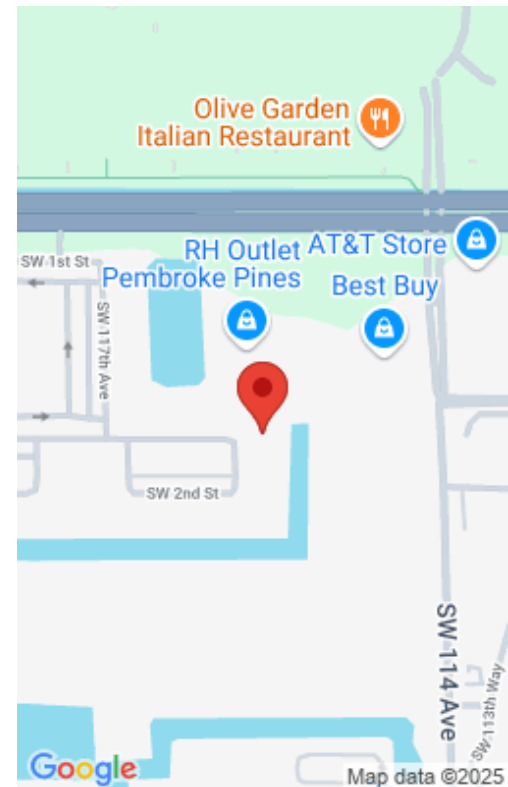 Olive Garden
Italian Restaurant
RH Outlet
Pembroke Pines
AT&T Store
Best Buy
SW 1st St
SW 117th Ave
SW 2nd St
SW 114 Ave
SW 113th Way
Google
Map data ©2025